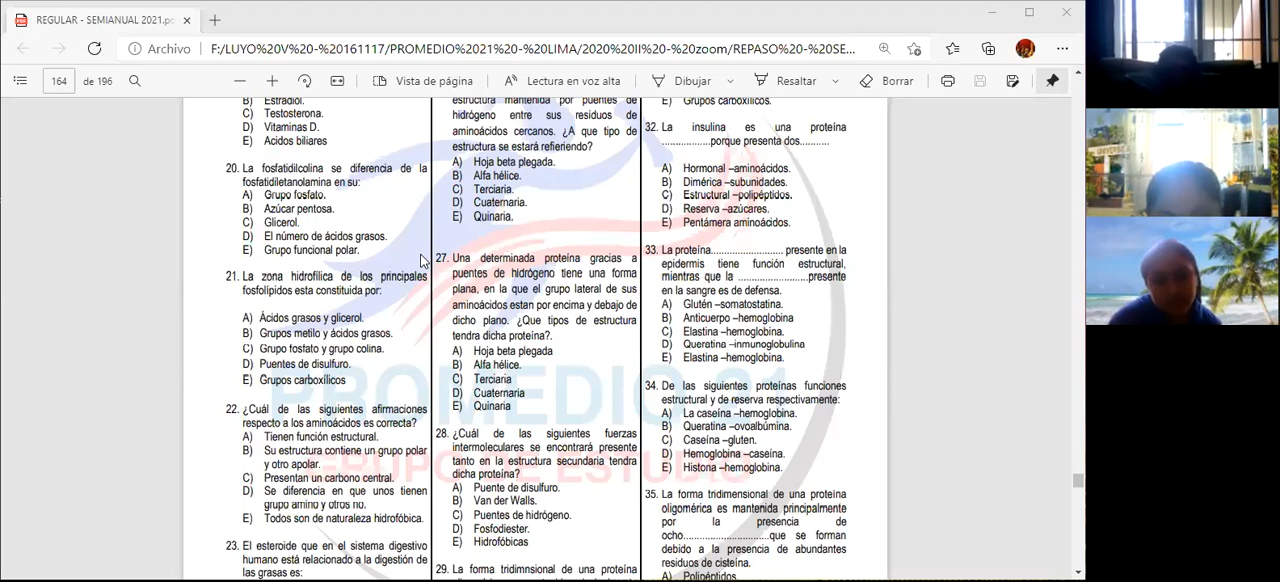 REGULAR - SEMIANUAL 2021.pd
Archivo
F:/LUYO%20V%20-%20161117/PROMEDIO%2021%20-%20LIMA/2020%20II%20-%20zoom/REPASO%20-%20SE...
164 de 196
Vista de página
Lectura en voz alta
Dibujar
Resaltar
Borrar
B) Estradiol.
C) Testosterona.
D) Vitaminas D.
E) Acidos biliares
20. La fosfatidilcolina se diferencia de la
fosfatidiletanolamina en su:
A) Grupo fosfato.
B) Azúcar pentosa.
C) Glicerol.
D) El número de ácidos grasos.
E) Grupo funcional polar.
21. La zona hidrofílica de los principales
fosfolípidos esta constituida por:
A) Ácidos grasos y glicerol.
B) Grupos metilo y ácidos grasos.
C) Grupo fosfato y grupo colina.
D) Puentes de disulfuro.
E) Grupos carboxílicos
22. ¿Cuál de las siguientes afirmaciones
respecto a los aminoácidos es correcta?
A) Tienen función estructural.
B) Su estructura contiene un grupo polar
y otro apolar.
C) Presentan un carbono central.
D) Se diferencia en que unos tienen
grupo amino y otros no.
E) Todos son de naturaleza hidrofóbica.
23. El esteroide que en el sistema digestivo
humano está relacionado a la digestión de
las grasas es:
estructura mantenida por puentes de
hidrógeno entre sus residuos de
aminoácidos cercanos. ¿A que tipo de
estructura se estará refieriendo?
A) Hoja beta plegada.
B) Alfa hélice.
C) Terciaria.
D) Cuaternaria.
E) Quinaria.
27. Una determinada proteína gracias a
puentes de hidrógeno tiene una forma
plana, en la que el grupo lateral de sus
aminoácidos estan por encima y debajo de
dicho plano. ¿Que tipos de estructura
tendra dicha proteína?.
A) Hoja beta plegada
B) Alfa hélice.
C) Terciaria
D) Cuaternaria
E) Quinaria
28. ¿Cuál de las siguientes fuerzas
intermoleculares se encontrará presente
tanto en la estructura secundaria tendra
dicha proteína?
A) Puente de disulfuro.
B) Van der Walls.
C) Puentes de hidrógeno.
D) Fosfodiester.
E) Hidrofóbicas
29. La forma tridimnsional de una proteína
E) Grupos carboxílicos.
32. La insulina es una proteína
..................porque presenta dos..........
A) Hormonal –aminoácidos.
B) Dimérica –subunidades.
C) Estructural –polipéptidos.
D) Reserva –azúcares.
E) Pentámera aminoácidos.
33. La proteína......................... presente en la
epidermis tiene función estructural,
mientras que la .........................presente
en la sangre es de defensa.
A) Glutén –somatostatina.
B) Anticuerpo –hemoglobina
C) Elastina –hemoglobina.
D) Queratina –inmunoglobulina
E) Elastina –hemoglobina.
34. De las siguientes proteínas funciones
estructural y de reserva respectivamente:
A) La caseína –hemoglobina.
B) Queratina –ovoalbúmina.
C) Caseína –gluten.
D) Hemoglobina –caseína.
E) Histona –hemoglobina.
35. La forma tridimensional de una proteína
oligomérica es mantenida principalmente
por la presencia de
ocho.............................que se forman
debido a la presencia de abundantes
residuos de cisteína.
A) Polipéptidos.
PROMEDIO 21
GRUPO DE ESTUDIO